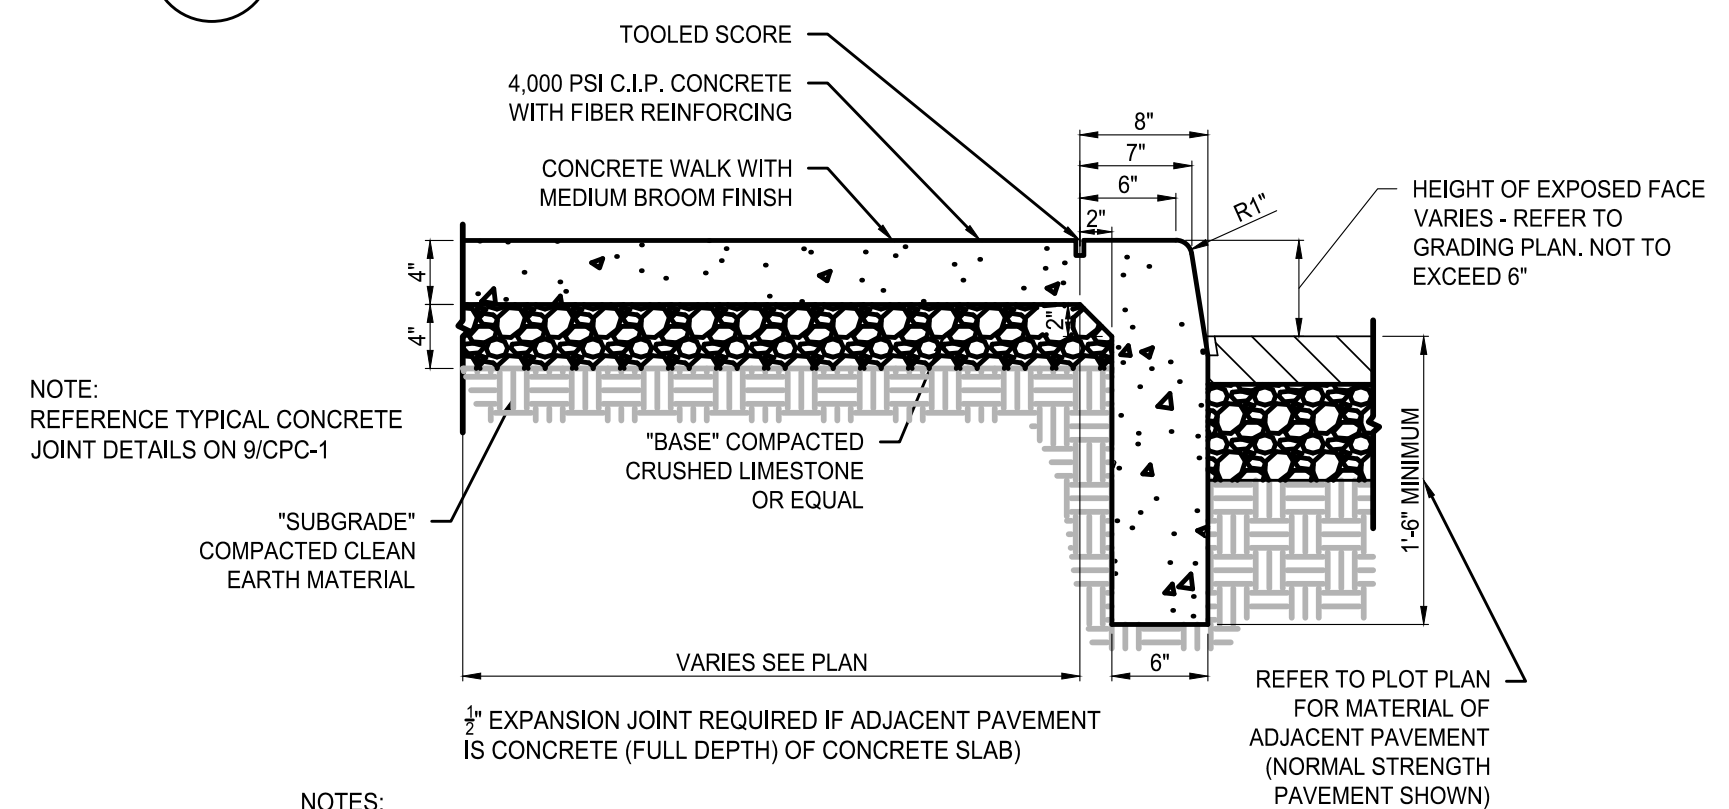 TOOLED SCORE
4,000 PSI C.I.P. CONCRETE
WITH FIBER REINFORCING
CONCRETE WALK WITH
MEDIUM BROOM FINISH
8"
7"
6"
2"
R1"
HEIGHT OF EXPOSED FACE
VARIES - REFER TO
GRADING PLAN. NOT TO
EXCEED 6"
4"
4"
2"
NOTE:
REFERENCE TYPICAL CONCRETE
JOINT DETAILS ON 9/CPC-1
"BASE" COMPACTED
CRUSHED LIMESTONE
OR EQUAL
"SUBGRADE"
COMPACTED CLEAN
EARTH MATERIAL
1'-6" MINIMUM
VARIES SEE PLAN
6"
REFER TO PLOT PLAN
FOR MATERIAL OF
ADJACENT PAVEMENT
(NORMAL STRENGTH
PAVEMENT SHOWN)
1/2" EXPANSION JOINT REQUIRED IF ADJACENT PAVEMENT
IS CONCRETE (FULL DEPTH) OF CONCRETE SLAB)
NOTES: